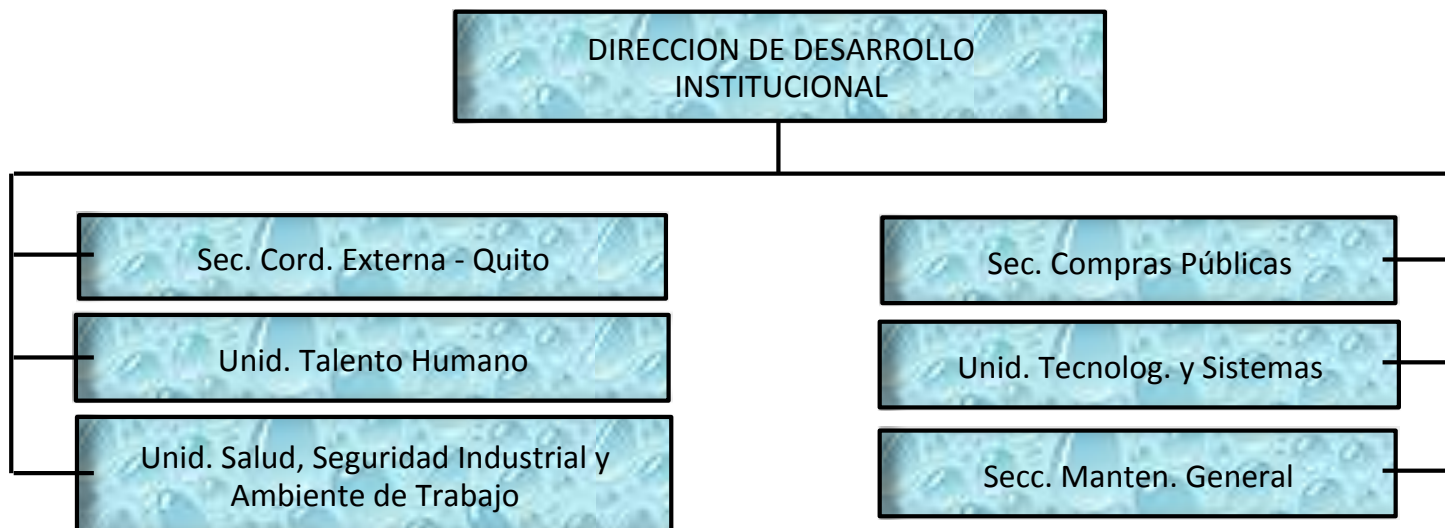 DIRECCION DE DESARROLLO
INSTITUCIONAL
Sec. Cord. Externa - Quito
Unid. Talento Humano
Unid. Salud, Seguridad Industrial y
Ambiente de Trabajo
Sec. Compras Públicas
Unid. Tecnolog. y Sistemas
Secc. Manten. General